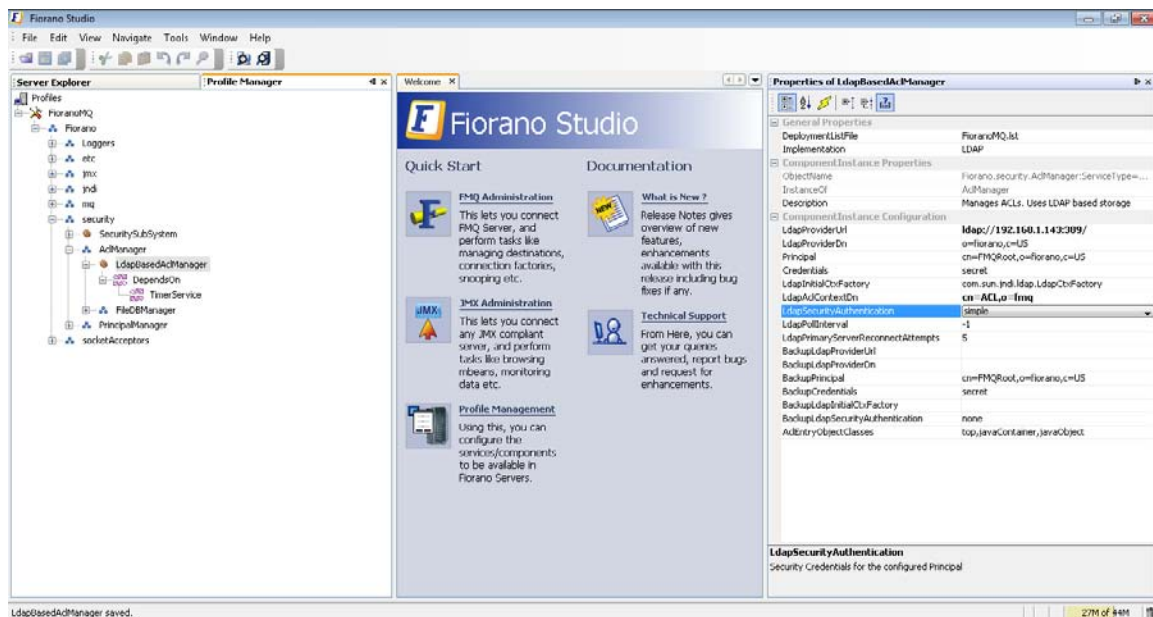 Fiorano Studio
File Edit View Navigate Tools Window Help
Server Explorer
Profile Manager
Profiles
FioranoMQ
Fiorano
Loggers
etc
jmx
jndi
mq
security
SecuritySubSystem
AclManager
LdapBasedAclManager
DependsOn
TimerService
FileDBManager
PrincipalManager
socketAcceptors
Welcome
Fiorano Studio
Quick Start
FMQ Administration
This lets you connect
FMQ Server, and
perform tasks like
managing destinations,
connection factories,
snooping etc.
JMX
JMX Administration
This lets you connect
any JMX compliant
server, and perform
tasks like browsing
mbeans, monitoring
data etc.
Profile Management
Using this, you can
configure the
services/components
to be available in
Fiorano Servers.
Documentation
NEW
What is New ?
Release Notes gives
overview of new
features,
enhancements
available with this
release including bug
fixes if any.
Technical Support
From Here, you can
get your queries
answered, report bugs
and request for
enhancements.
Properties of LdapBasedAclManager
General Properties
DeploymentListFile FioranoMQ.lst
Implementation LDAP
ComponentInstance Properties
ObjectName Fiorano.security.AclManager:ServiceType=...
InstanceOf AclManager
Description Manages ACLs. Uses LDAP based storage
ComponentInstance Configuration
LdapProviderUrl ldap://192.168.1.143:389/
LdapProviderDn o=fiorano,c=US
Principal cn=FMQRoot,o=fiorano,c=US
Credentials secret
LdapInitialCtxFactory com.sun.jndi.ldap.LdapCtxFactory
LdapAclContextDn cn=ACL,o=fmq
LdapSecurityAuthentication simple
LdapPollInterval -1
LdapPrimaryServerReconnectAttempts 5
BackupLdapProviderUrl
BackupLdapProviderDn
BackupPrincipal cn=FMQRoot,o=fiorano,c=US
BackupCredentials secret
BackupLdapInitialCtxFactory
BackupLdapSecurityAuthentication none
AclEntryObjectClasses top,javaContainer,javaObject
LdapSecurityAuthentication
Security Credentials for the configured Principal
LdapBasedAclManager saved.
27M of 44M